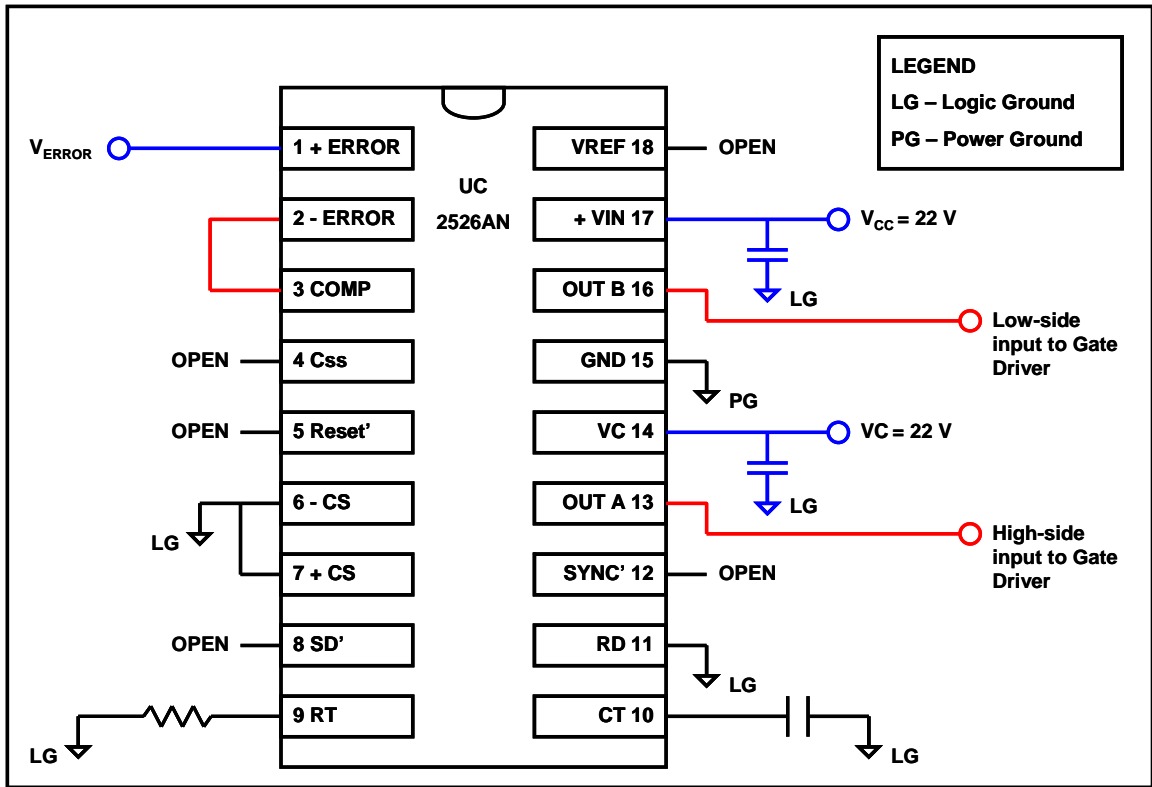 LEGEND
LG – Logic Ground
PG – Power Ground
V_ERROR
1 + ERROR
VREF 18
OPEN
UC
2526AN
2 - ERROR
+ VIN 17
V_CC = 22 V
LG
3 COMP
OUT B 16
Low-side
input to Gate
Driver
OPEN
4 Css
GND 15
PG
OPEN
5 Reset’
VC 14
VC = 22 V
LG
6 - CS
LG
OUT A 13
High-side
input to Gate
Driver
7 + CS
SYNC’ 12
OPEN
OPEN
8 SD’
RD 11
LG
9 RT
LG
CT 10
LG